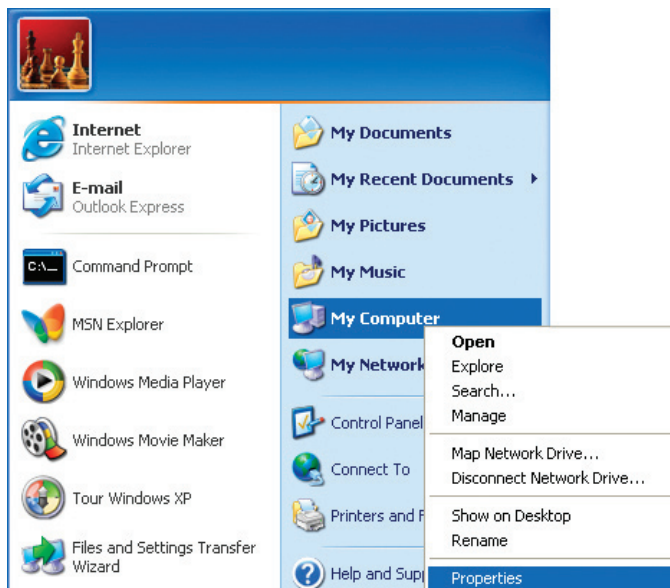 Internet
Internet Explorer
E-mail
Outlook Express
C:\_
Command Prompt
MSN Explorer
Windows Media Player
Windows Movie Maker
Tour Windows XP
Files and Settings Transfer
Wizard
My Documents
My Recent Documents
My Pictures
My Music
My Computer
My Network
Control Panel
Connect To
Printers and F
Help and Sup
Open
Explore
Search...
Manage
Map Network Drive...
Disconnect Network Drive...
Show on Desktop
Rename
Properties